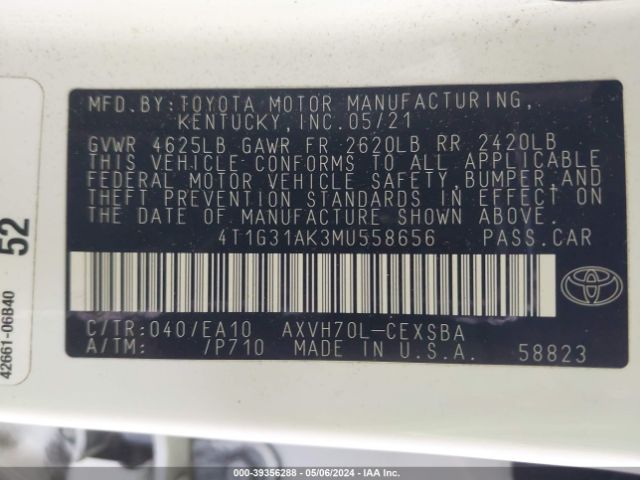 MFD.BY:TOYOTA MOTOR MANUFACTURING,
KENTUCKY,INC.05/21
GVWR 4625LB GAWR FR 2620LB RR 2420LB
THIS VEHICLE CONFORMS TO ALL APPLICABLE
FEDERAL MOTOR VEHICLE SAFETY,BUMPER,AND
THEFT PREVENTION STANDARDS IN EFFECT ON
THE DATE OF MANUFACTURE SHOWN ABOVE.
4T1G31AK3MU558656 PASS.CAR
C/TR:040/EA10 AXVH70L-CEXSBA
A/TM: /P710 MADE IN U.S.A. 58823
TOYOTA
52
42661-06B40
000-39356288 - 05/06/2024 - IAA Inc.